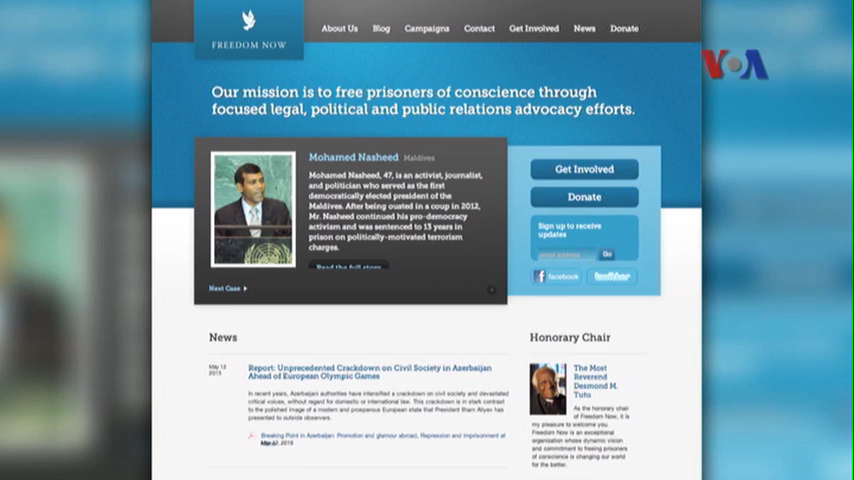 FREEDOM NOW
About Us Blog Campaigns Contact Get Involved News Donate
VOA
Our mission is to free prisoners of conscience through
focused legal, political and public relations advocacy efforts.
Mohamed Nasheed Maldives
Mohamed Nasheed, 47, is an activist, journalist,
and politician who served as the first
democratically elected president of the
Maldives. After being ousted in a coup in 2012,
Mr. Nasheed continued his pro-democracy
activism and was sentenced to 13 years in
prison on politically-motivated terrorism
charges.
Read the full story
Next Case
Get Involved
Donate
Sign up to receive
updates
email address Go
facebook twitter
News
May 12
2015
Report: Unprecedented Crackdown on Civil Society in Azerbaijan
Ahead of European Olympic Games
In recent years, Azerbaijani authorities have intensified a crackdown on civil society and devastated
critical voices, without regard for domestic or international law. This crackdown is in stark contrast
to the polished image of a modern and prosperous European state that President Ilham Aliyev has
presented to outside observers.
Breaking Point in Azerbaijan: Promotion and glamour abroad, Repression and imprisonment at
2015
Honorary Chair
The Most
Reverend
Desmond M.
Tutu
As the honorary chair
of Freedom Now, it is
my pleasure to welcome you.
Freedom Now is an exceptional
organization whose dynamic vision
and commitment to freeing prisoners
of conscience is changing our world
for the better.